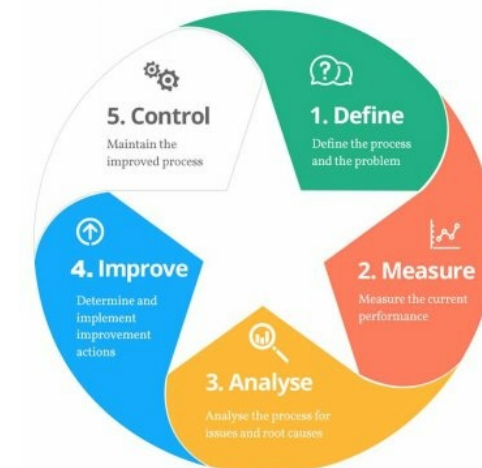 1. Define
Define the process
and the problem
2. Measure
Measure the current
performance
3. Analyse
Analyse the process for
issues and root causes
4. Improve
Determine and
implement
improvement
actions
5. Control
Maintain the
improved process